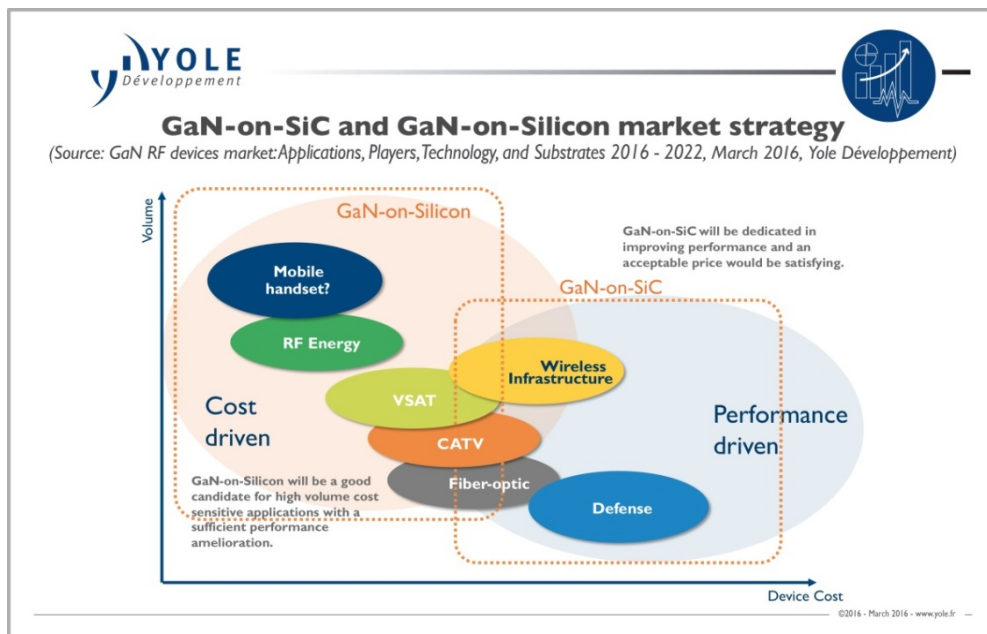 YOLE
Développement
GaN-on-SiC and GaN-on-Silicon market strategy
(Source: GaN RF devices market:Applications, Players, Technology, and Substrates 2016 - 2022, March 2016, Yole Développement)
Volume
GaN-on-Silicon
GaN-on-SiC will be dedicated in
improving performance and an
acceptable price would be satisfying.
GaN-on-SiC
Mobile
handset?
RF Energy
Wireless
Infrastructure
VSAT
Cost
driven
Performance
driven
CATV
Fiber-optic
GaN-on-Silicon will be a good
candidate for high volume cost
sensitive applications with a
sufficient performance
amelioration.
Defense
Device Cost
©2016 - March 2016 - www.yole.fr